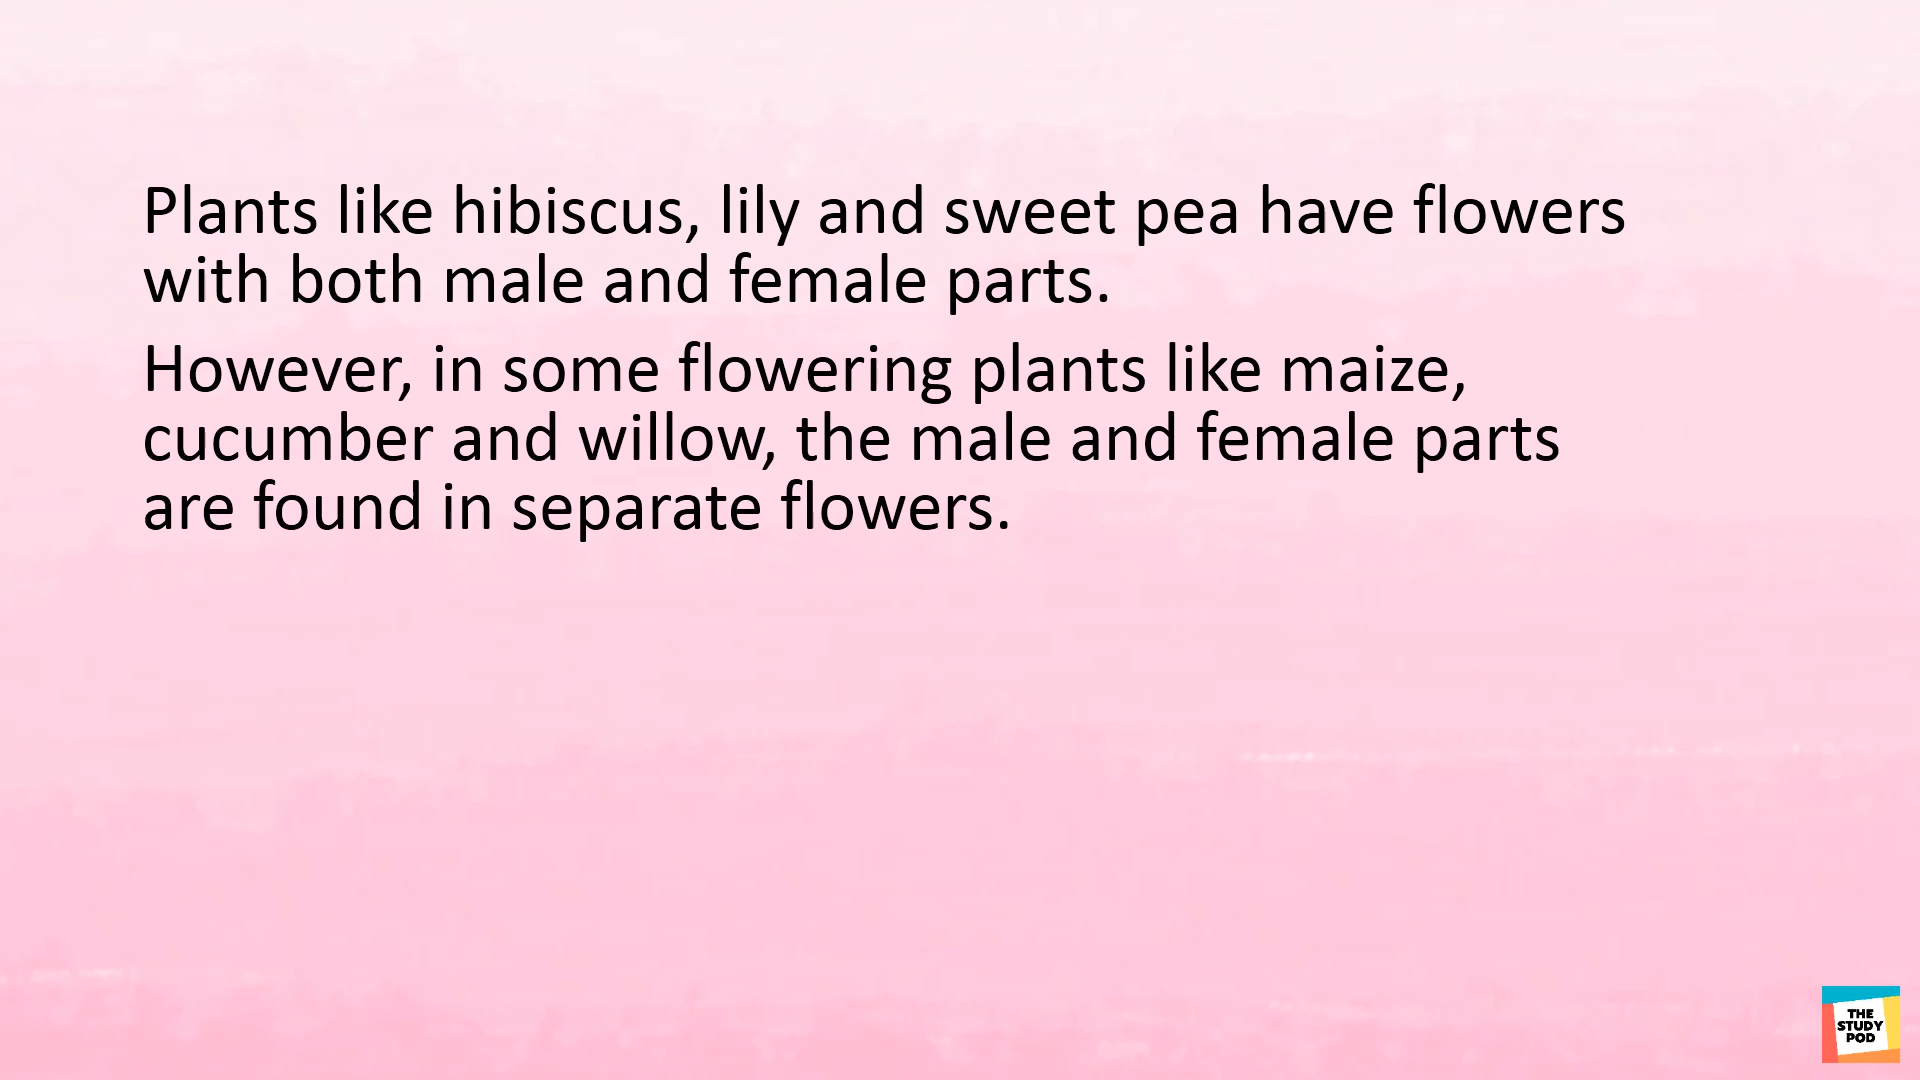 Plants like hibiscus, lily and sweet pea have flowers
with both male and female parts.
However, in some flowering plants like maize,
cucumber and willow, the male and female parts
are found in separate flowers.
THE
STUDY
POD